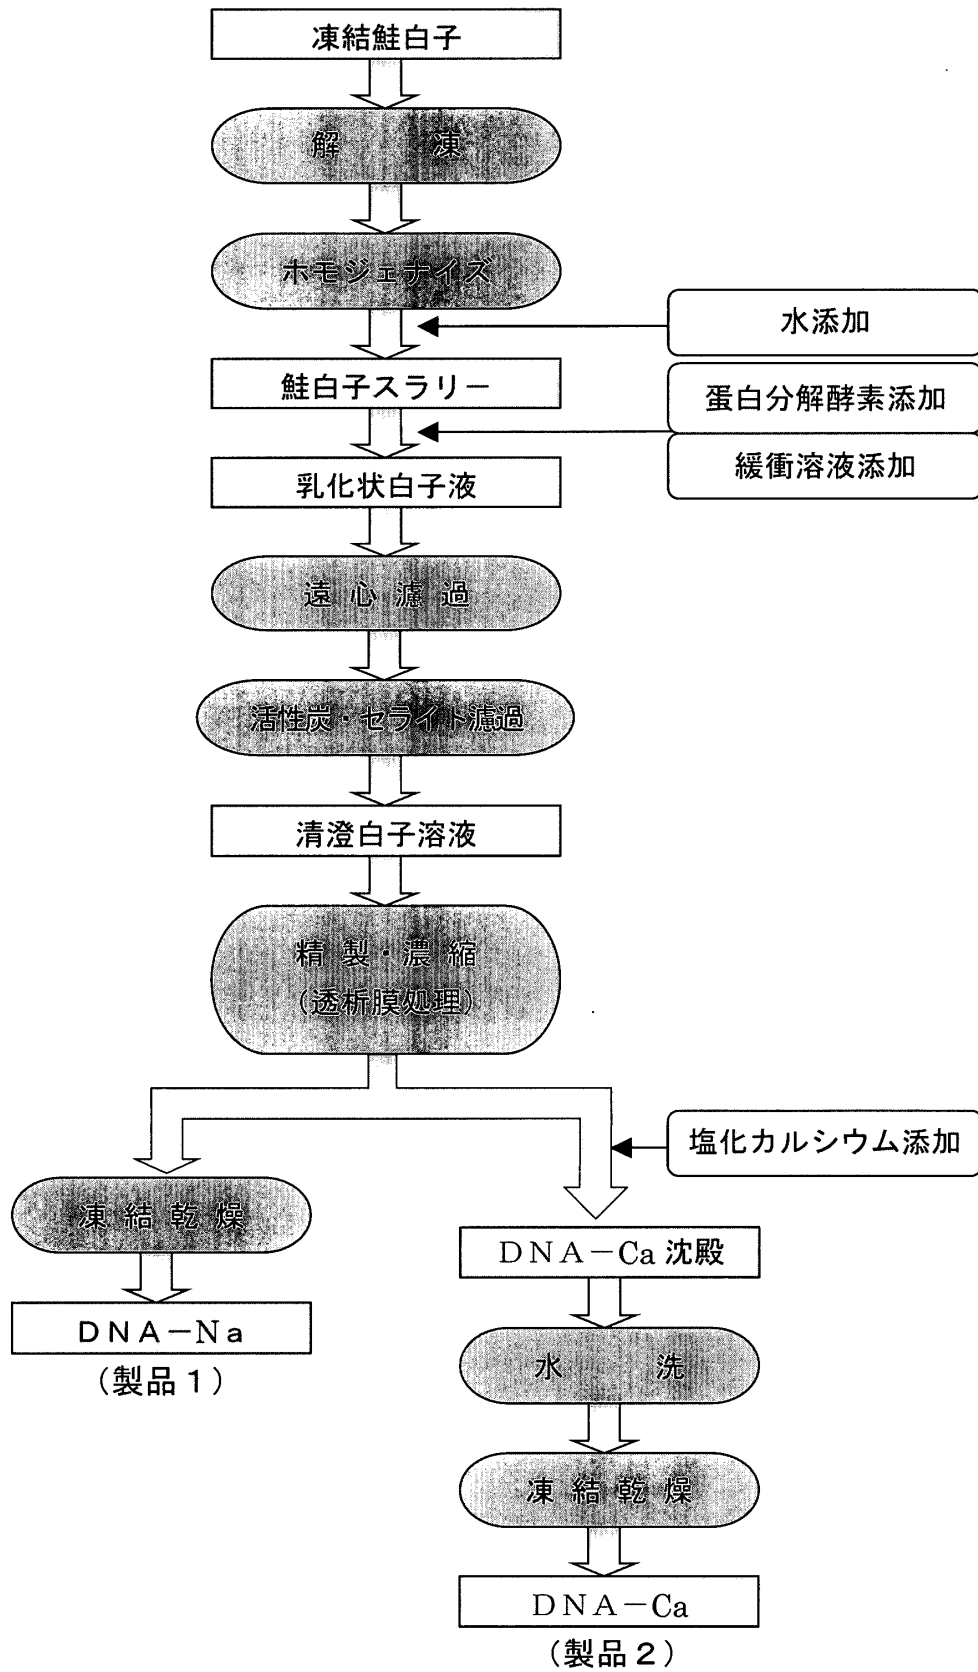 凍結鮭白子
解　凍
ホモジェナイズ
水添加
鮭白子スラリー
蛋白分解酵素添加
緩衝溶液添加
乳化状白子液
遠心濾過
活性炭・セライト濾過
清澄白子溶液
精製・濃縮
（透析膜処理）
塩化カルシウム添加
凍結乾燥
DNA－Na
（製品１）
DNA－Ca 沈殿
水　洗
凍結乾燥
DNA－Ca
（製品２）